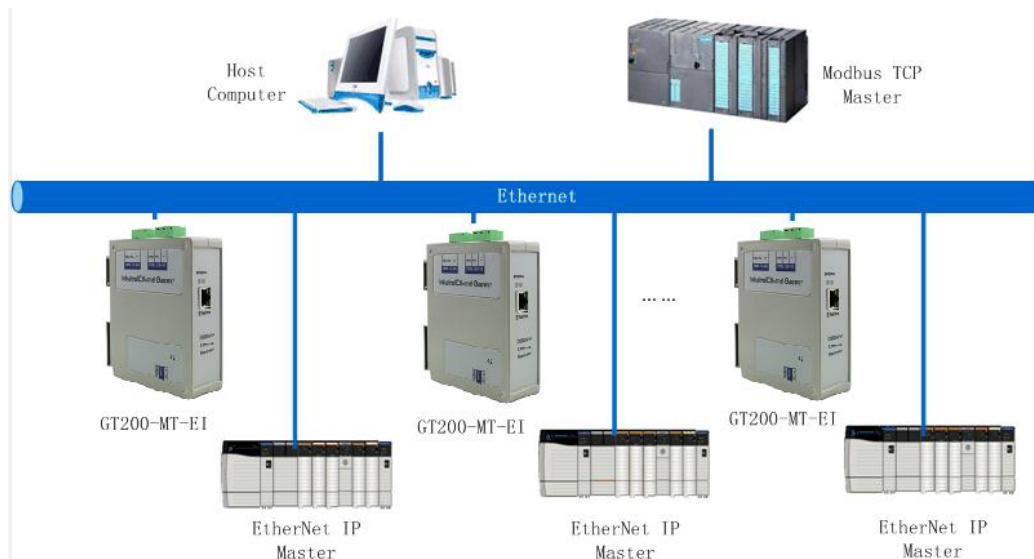 Host
Computer
Modbus TCP
Master
Ethernet
... ...
GT200-MT-EI
GT200-MT-EI
GT200-MT-EI
EtherNet IP
Master
EtherNet IP
Master
EtherNet IP
Master